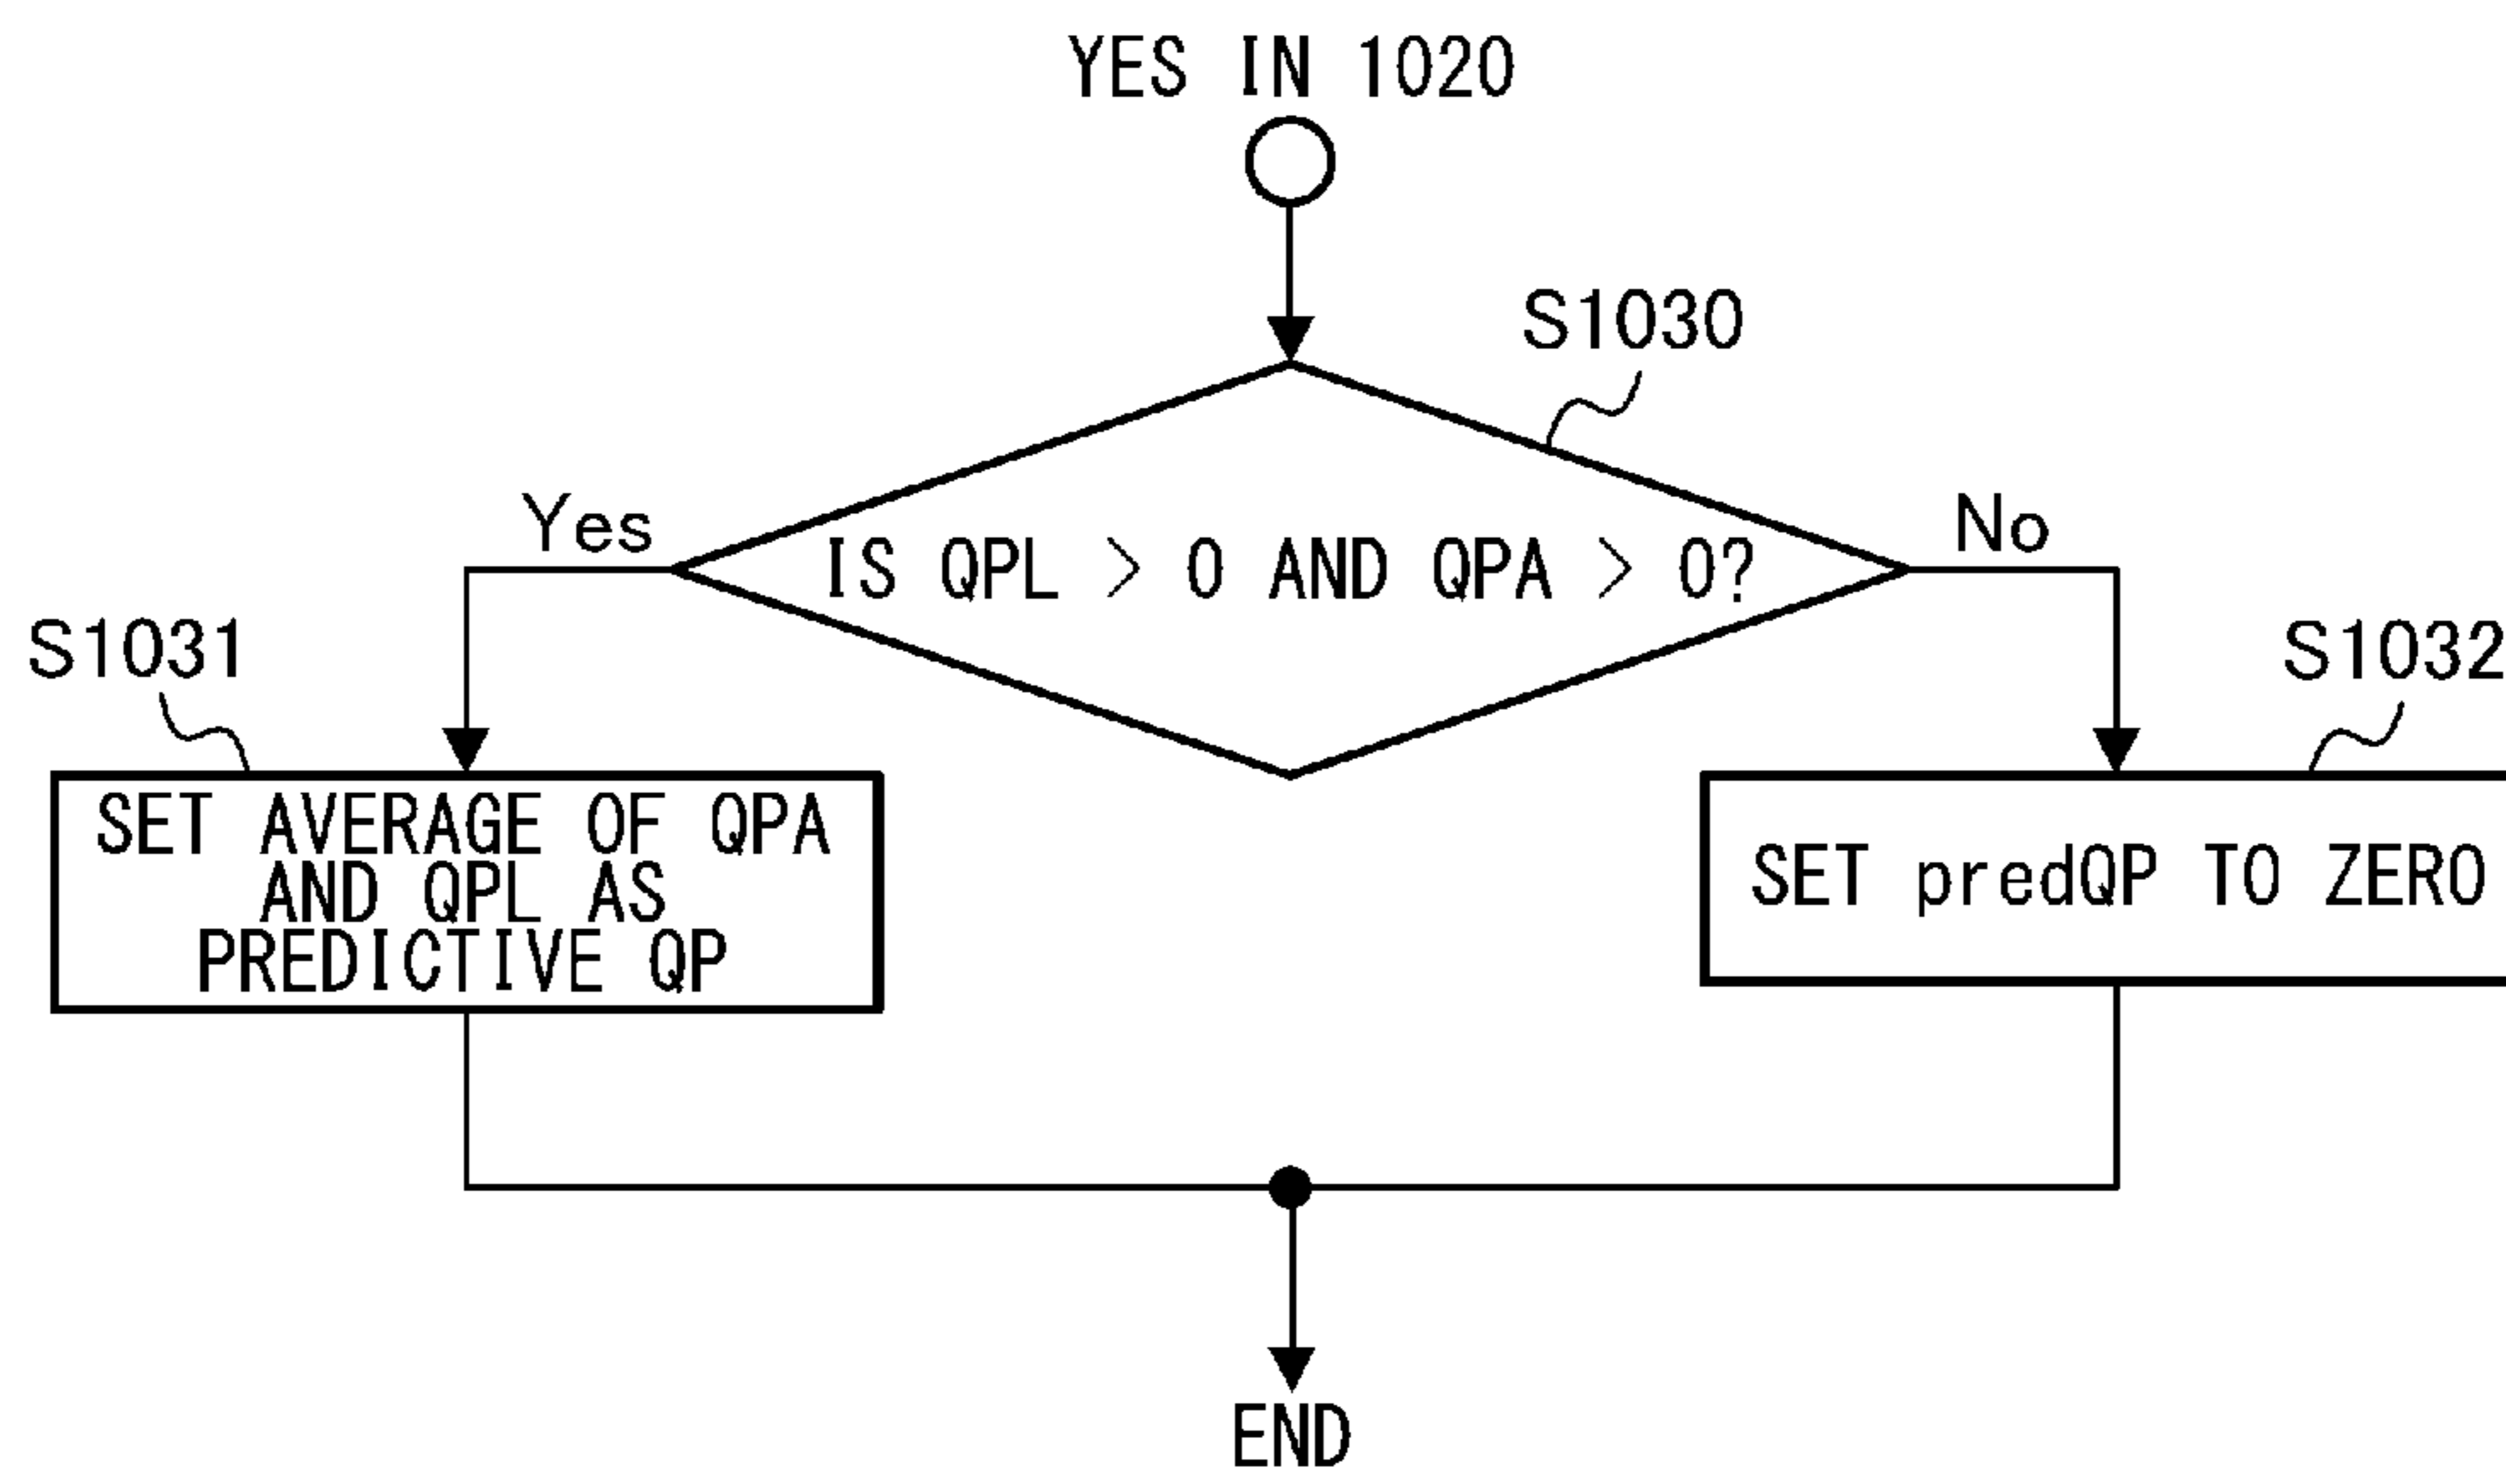 YES IN 1020
S1030
Yes
No
IS QPL > 0 AND QPA > 0?
S1031
S1032
SET AVERAGE OF QPA
AND QPL AS
PREDICTIVE QP
SET predQP TO ZERO
END